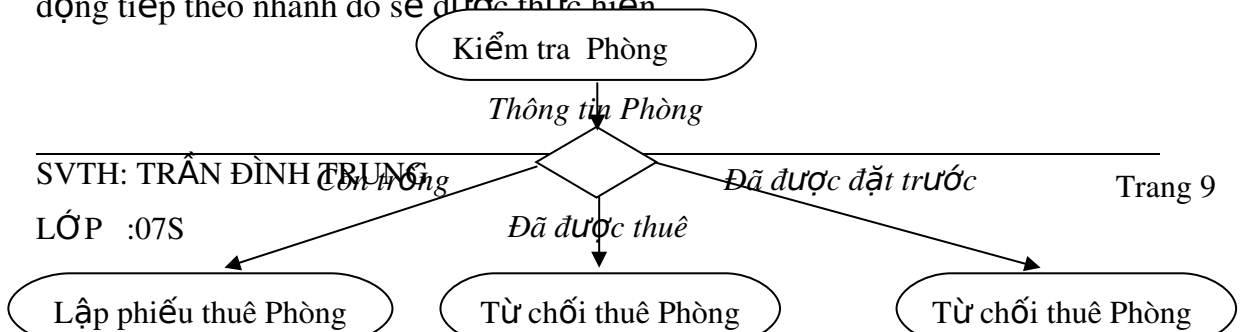 động tiếp theo nhánh đó sẽ được thực hiện
Kiểm tra Phòng
Thông tin Phòng
SVTH: TRẦN ĐÌNH TRUNG
Còn trống
Đã được đặt trước
Trang 9
LỚP :07S
Đã được thuê
Lập phiếu thuê Phòng
Từ chối thuê Phòng
Từ chối thuê Phòng